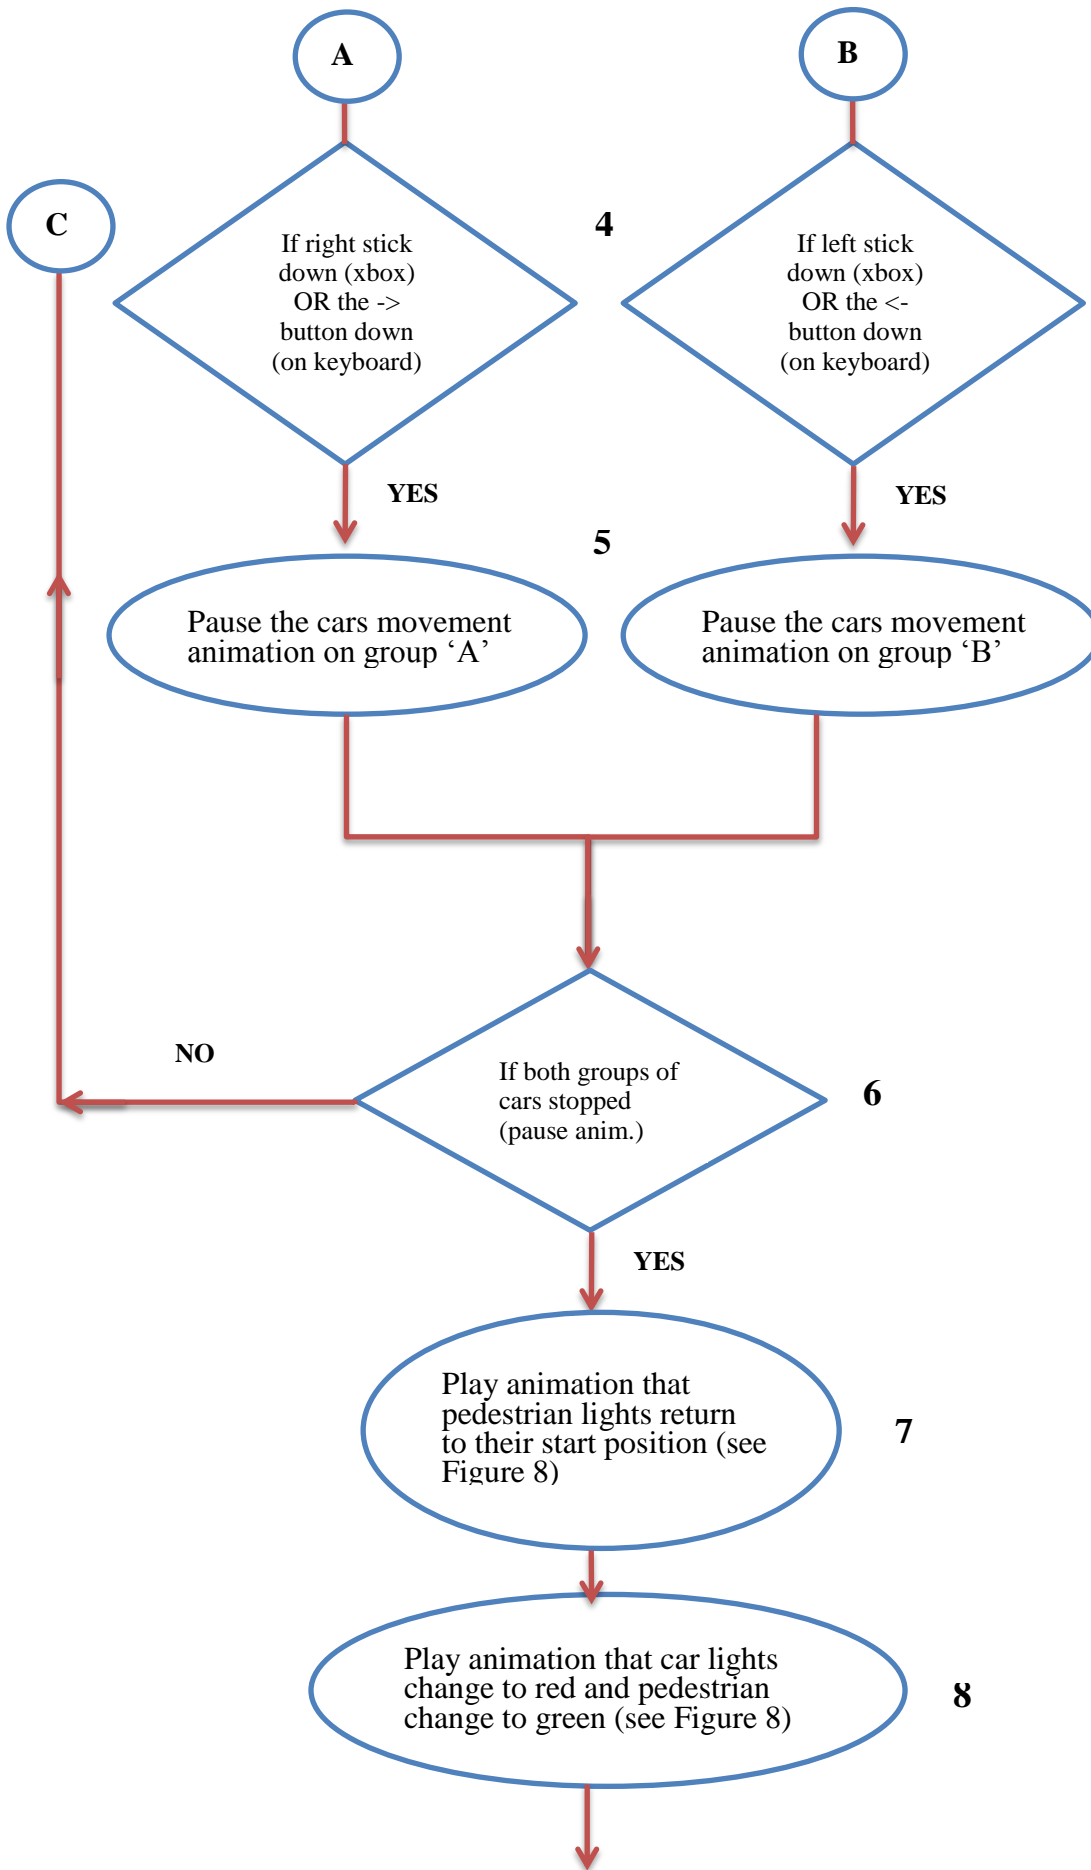 A
B
C
4
If right stick
down (xbox)
OR the ->
button down
(on keyboard)
If left stick
down (xbox)
OR the <-
button down
(on keyboard)
YES
YES
5
Pause the cars movement
animation on group ‘A’
Pause the cars movement
animation on group ‘B’
NO
If both groups of
cars stopped
(pause anim.)
6
YES
Play animation that
pedestrian lights return
to their start position (see
Figure 8)
7
Play animation that car lights
change to red and pedestrian
change to green (see Figure 8)
8